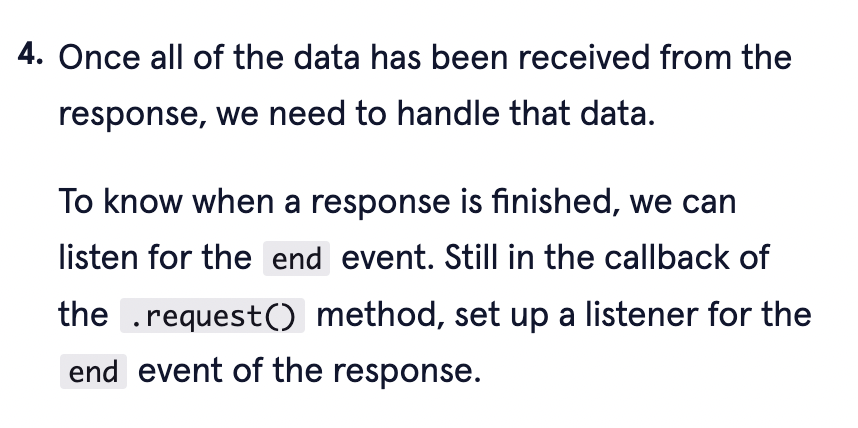 4. Once all of the data has been received from the
response, we need to handle that data.
To know when a response is finished, we can
listen for the end event. Still in the callback of
the .request() method, set up a listener for the
end event of the response.